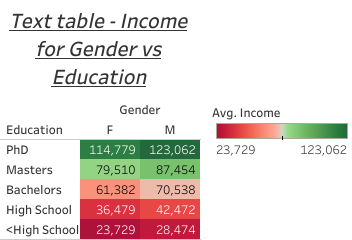 Text table - Income
for Gender vs
Education
Gender
Education F M
PhD 114,779 123,062
Masters 79,510 87,454
Bachelors 61,382 70,538
High School 36,479 42,472
<High School 23,729 28,474
Avg. Income
23,729 123,062